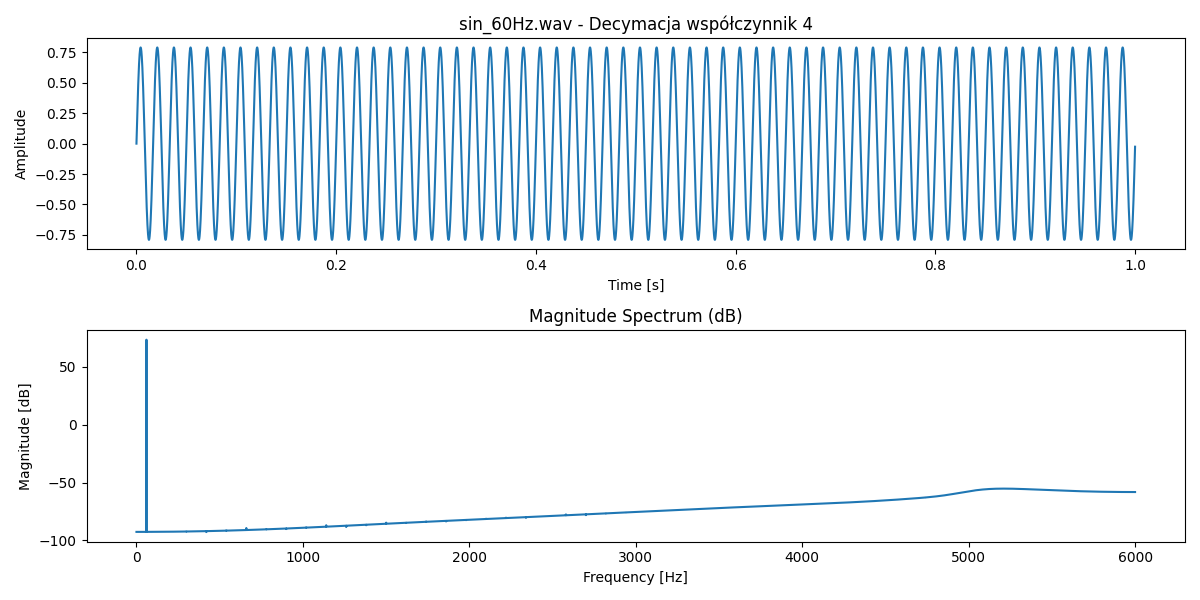 sin_60Hz.wav - Decymacja współczynnik 4
0.75
0.50
0.25
0.00
−0.25
−0.50
−0.75
Amplitude
0.0 0.2 0.4 0.6 0.8 1.0
Time [s]
Magnitude Spectrum (dB)
50
0
−50
−100
Magnitude [dB]
0 1000 2000 3000 4000 5000 6000
Frequency [Hz]